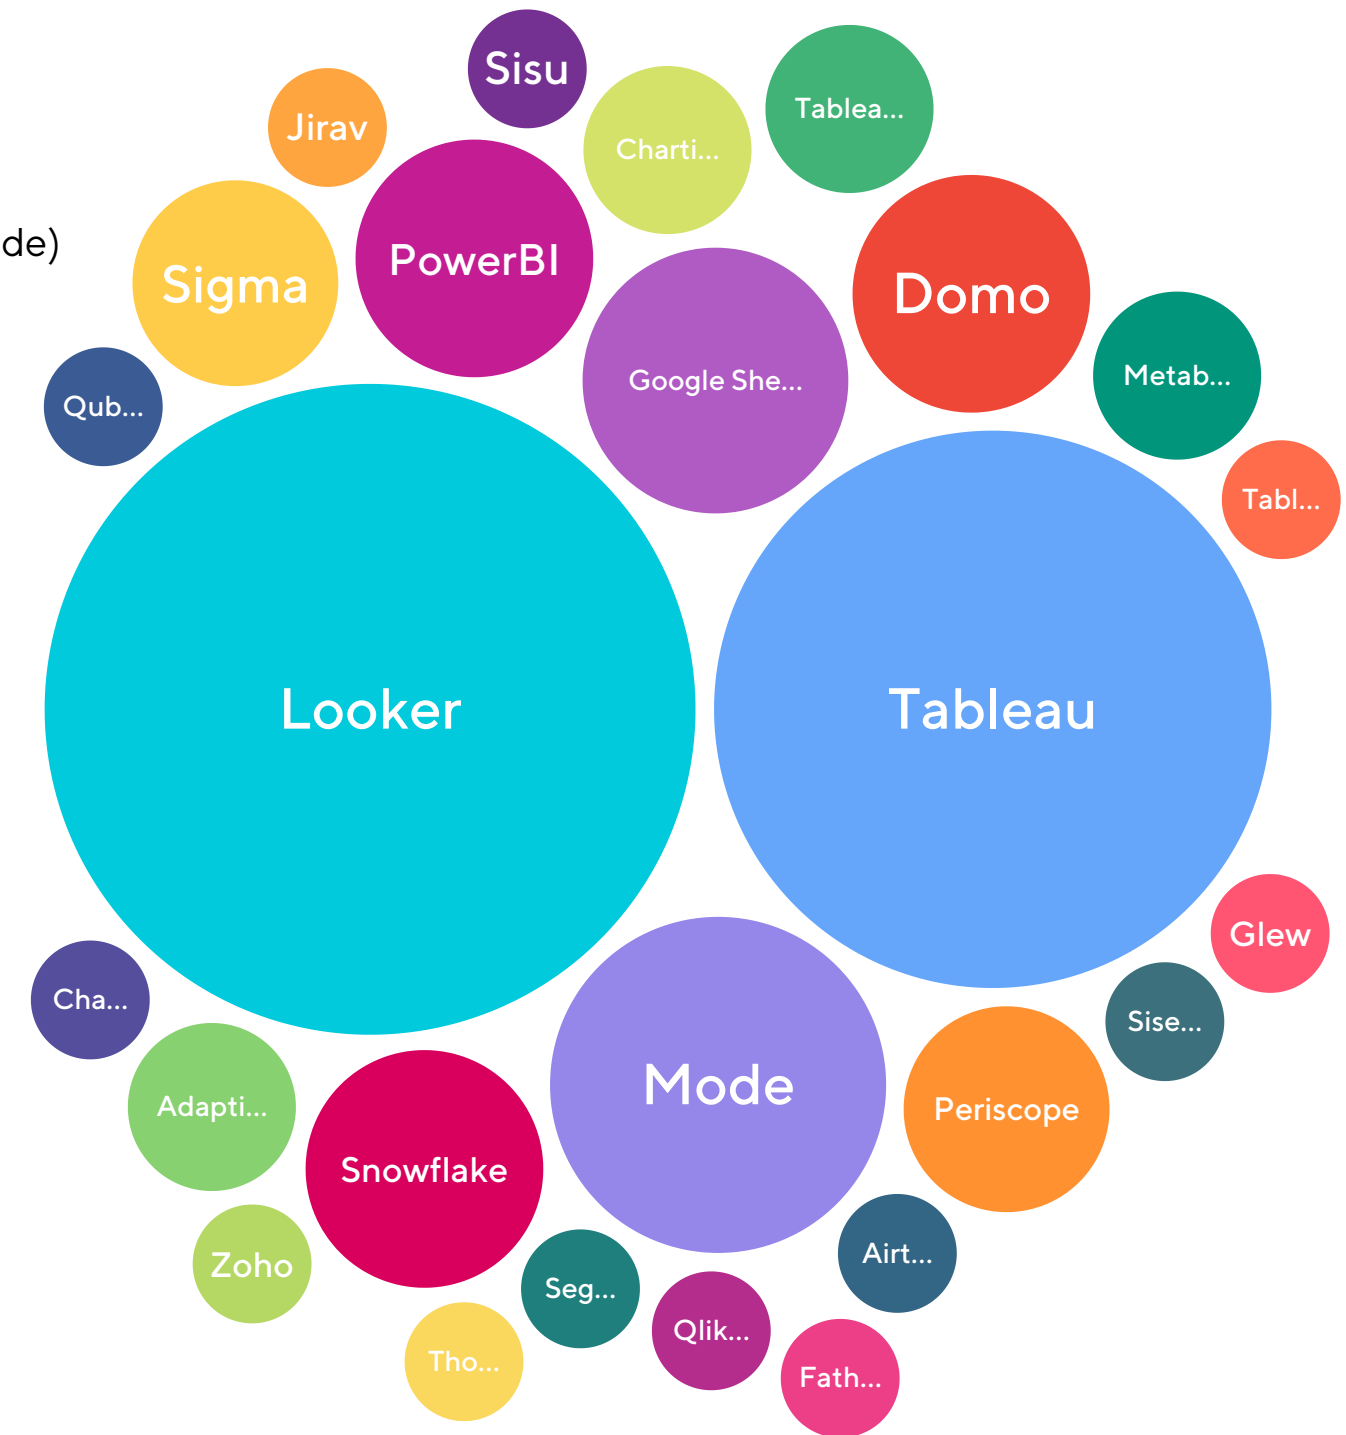 Sisu
Tablea...
Jirav
Charti...
de)
PowerBI
Sigma
Domo
Metab...
Google She...
Qub...
Tabl...
Looker
Tableau
Glew
Cha...
Sise...
Mode
Adapti...
Periscope
Snowflake
Airt...
Zoho
Seg...
Qlik...
Tho...
Fath...